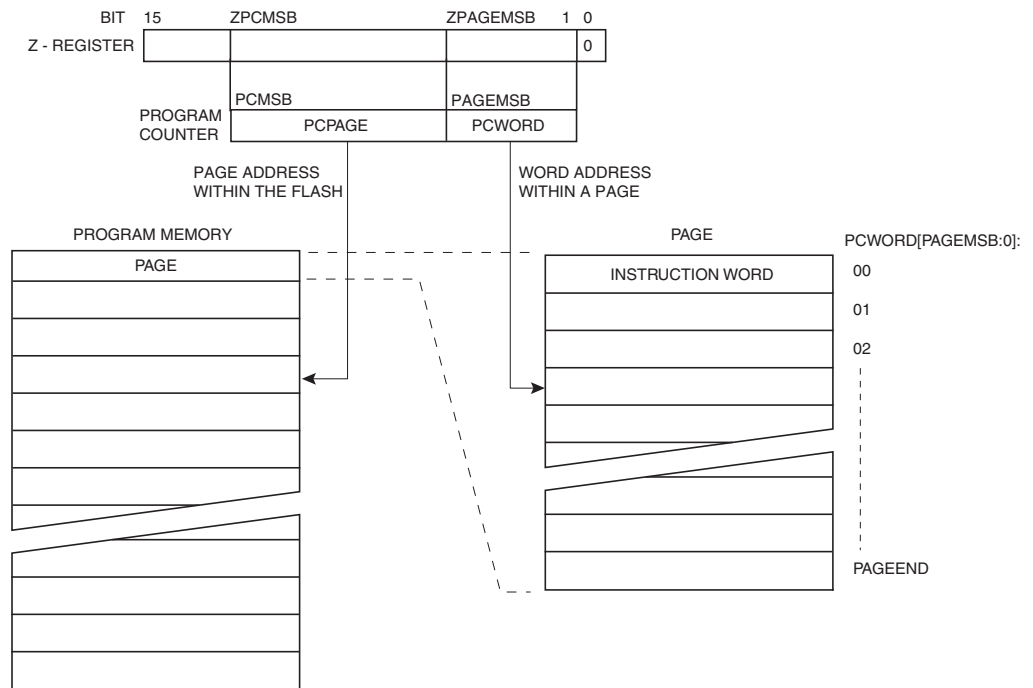 BIT 15 ZPCMSB ZPAGEMSB 1 0
Z - REGISTER 0
PCMSB PAGEMSB
PROGRAM
COUNTER
PCPAGE PCWORD
PAGE ADDRESS
WITHIN THE FLASH
WORD ADDRESS
WITHIN A PAGE
PROGRAM MEMORY
PAGE
PAGE
PCWORD[PAGEMSB:0]:
INSTRUCTION WORD
00
01
02
PAGEEND